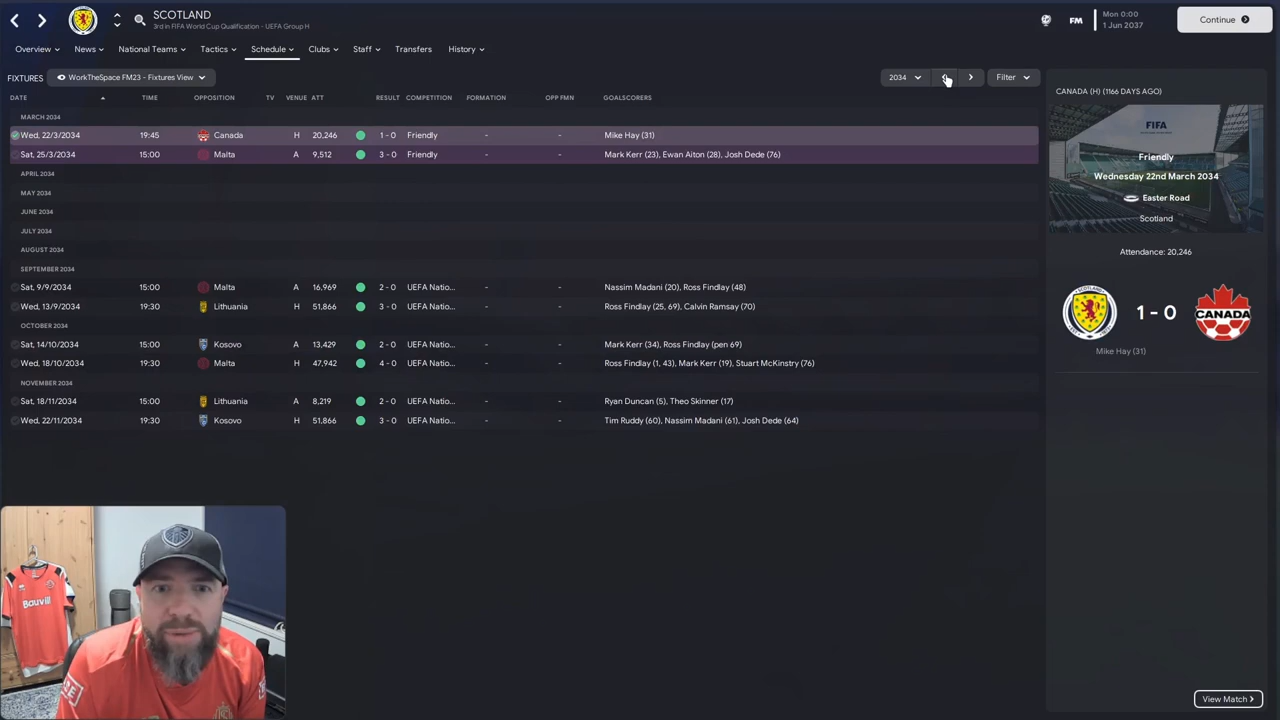 SCOTLAND
3rd in FIFA World Cup Qualification - UEFA Group H
FM
Mon 0:00
1 Jun 2037
Continue
Overview
News
National Teams
Tactics
Schedule
Clubs
Staff
Transfers
History
FIXTURES
WorkTheSpace FM23 - Fixtures View
2034
Filter
DATE TIME OPPOSITION TV VENUE ATT RESULT COMPETITION FORMATION OPP FMN GOALSCORERS
MARCH 2034
Wed, 22/3/2034 19:45 Canada H 20,246 1 - 0 Friendly - - Mike Hay (31)
Sat, 25/3/2034 15:00 Malta A 9,512 3 - 0 Friendly - - Mark Kerr (23), Ewan Aiton (28), Josh Dede (76)
APRIL 2034
MAY 2034
JUNE 2034
JULY 2034
AUGUST 2034
SEPTEMBER 2034
Sat, 9/9/2034 15:00 Malta A 16,969 2 - 0 UEFA Natio... - - Nassim Madani (20), Ross Findlay (48)
Wed, 13/9/2034 19:30 Lithuania H 51,866 3 - 0 UEFA Natio... - - Ross Findlay (25, 69), Calvin Ramsay (70)
OCTOBER 2034
Sat, 14/10/2034 15:00 Kosovo A 13,429 2 - 0 UEFA Natio... - - Mark Kerr (34), Ross Findlay (pen 69)
Wed, 18/10/2034 19:30 Malta H 47,942 4 - 0 UEFA Natio... - - Ross Findlay (1, 43), Mark Kerr (19), Stuart McKinstry (76)
NOVEMBER 2034
Sat, 18/11/2034 15:00 Lithuania A 8,219 2 - 0 UEFA Natio... - - Ryan Duncan (5), Theo Skinner (17)
Wed, 22/11/2034 19:30 Kosovo H 51,866 3 - 0 UEFA Natio... - - Tim Ruddy (60), Nassim Madani (61), Josh Dede (64)
CANADA (H) (1166 DAYS AGO)
FIFA
Friendly
Wednesday 22nd March 2034
Easter Road
Scotland
Attendance: 20,246
SCOTLAND
1 - 0
CANADA
Mike Hay (31)
View Match
Bauvill